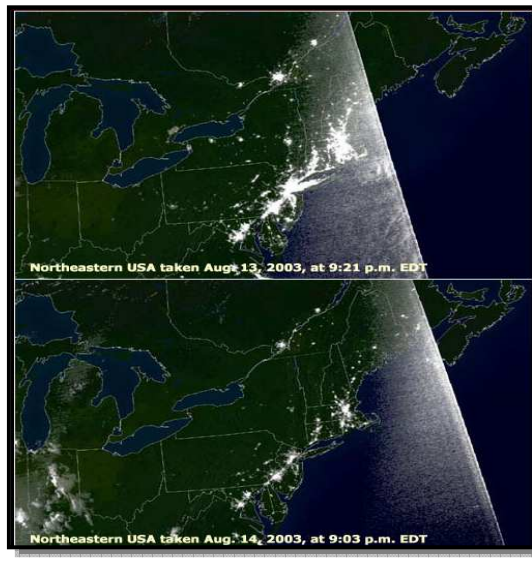 Northeastern USA taken Aug. 13, 2003, at 9:21 p.m. EDT
Northeastern USA taken Aug. 14, 2003, at 9:03 p.m. EDT